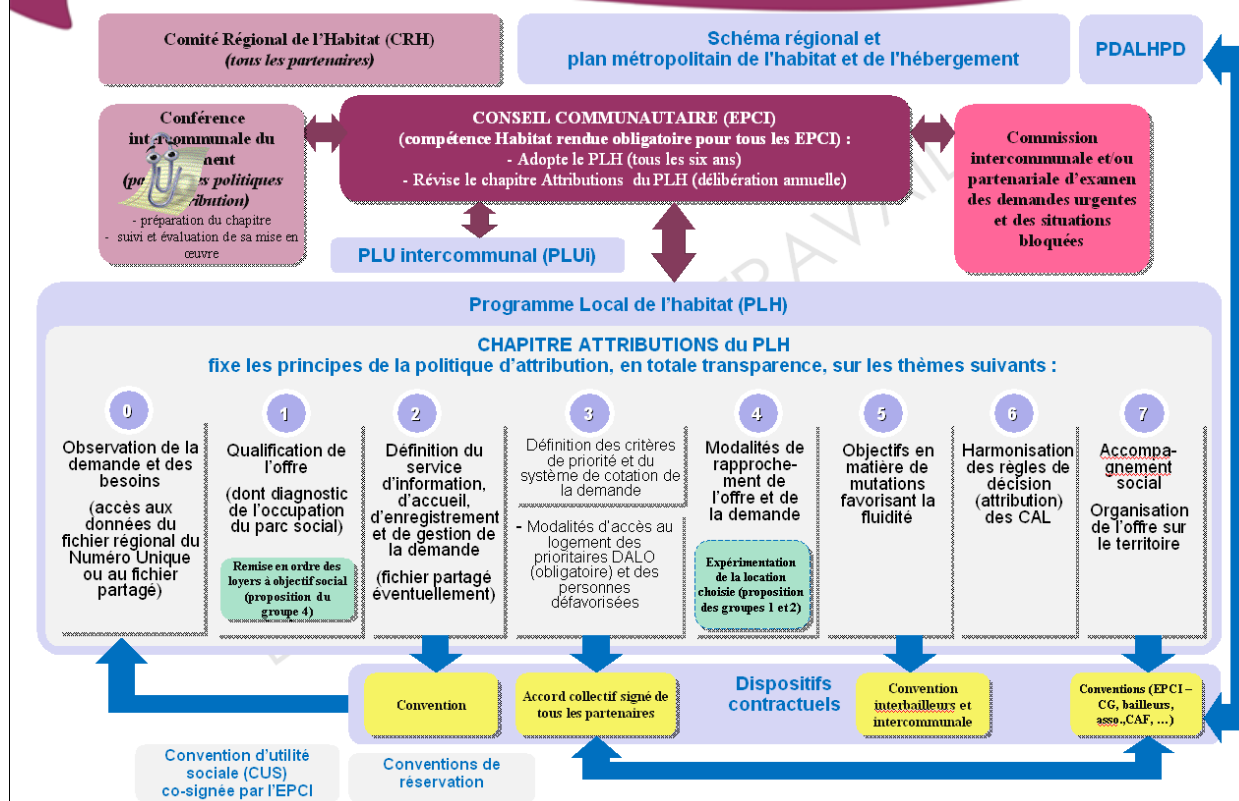 Comité Régional de l'Habitat (CRH)
(tous les partenaires)
Schéma régional et
plan métropolitain de l'habitat et de l'hébergement
PDALHPD
Conférence
intercommunale du
ment
es politiques
ribution)
- préparation du chapitre
- suivi et évaluation de sa mise en
œuvre
CONSEIL COMMUNAUTAIRE (EPCI)
(compétence Habitat rendue obligatoire pour tous les EPCI) :
- Adopte le PLH (tous les six ans)
- Révise le chapitre Attributions du PLH (délibération annuelle)
Commission
intercommunale et/ou
partenariale d'examen
des demandes urgentes
et des situations
bloquées
PLU intercommunal (PLUi)
TRAVAIL
Programme Local de l'habitat (PLH)
CHAPITRE ATTRIBUTIONS du PLH
fixe les principes de la politique d'attribution, en totale transparence, sur les thèmes suivants :
0
Observation de la
demande et des
besoins
(accès aux
données du
fichier régional du
Numéro Unique
ou au fichier
partagé)
1
Qualification de
l'offre
(dont diagnostic
de l'occupation
du parc social)
Remise en ordre des
loyers à objectif social
(proposition du
groupe 4)
2
Définition du
service
d'information,
d'accueil,
d'enregistrement
et de gestion de
la demande
(fichier partagé
éventuellement)
3
Définition des critères
de priorité et du
système de cotation de
la demande
- Modalités d'accès au
logement des
prioritaires DALO
(obligatoire) et des
personnes
défavorisées
4
Modalités de
rapproche-
ment de
l'offre et de
la demande
Expérimentation
de la location
choisie (proposition
des groupes 1 et 2)
5
Objectifs en
matière de
mutations
favorisant la
fluidité
6
Harmonisation
des règles de
décision
(attribution)
des CAL
7
Accompa-
gnement
social
Organisation
de l'offre sur
le territoire
Convention
Accord collectif signé de
tous les partenaires
Dispositifs
contractuels
Convention
interbailleurs et
intercommunale
Conventions (EPCI –
CG, bailleurs,
asso.,CAF, …)
Convention d'utilité
sociale (CUS)
co-signée par l'EPCI
Conventions de
réservation